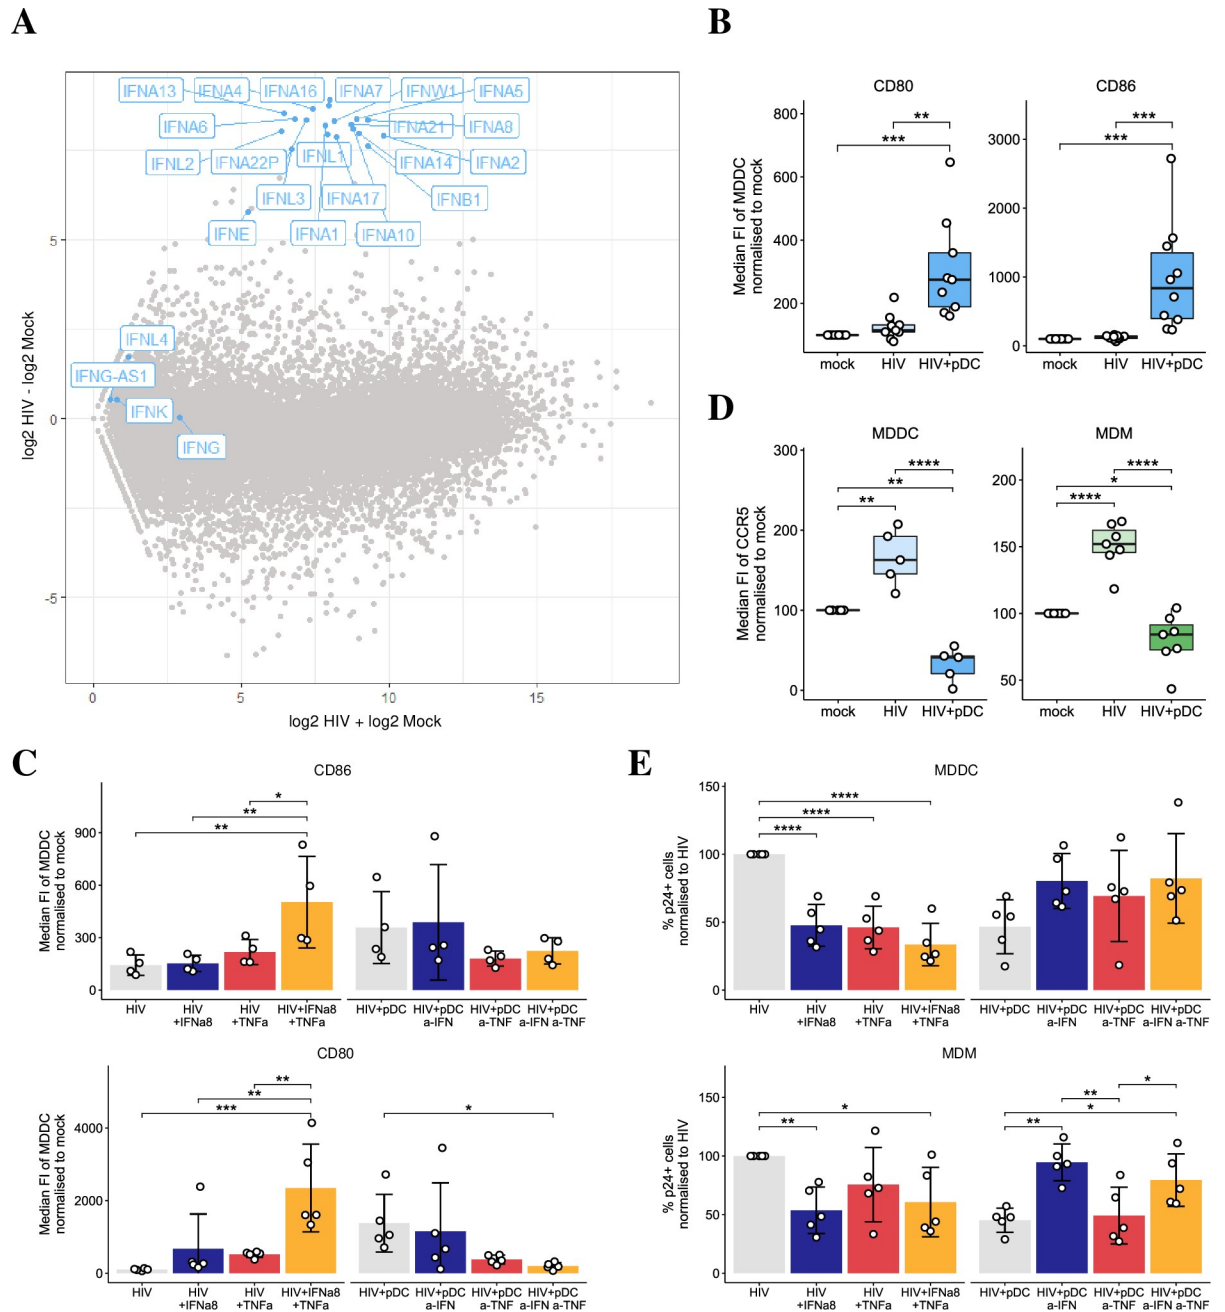 A
IFNA13
IFNA4
IFNA16
IFNA7
IFNW1
IFNA5
IFNA6
IFNA21
IFNA8
IFNL2
IFNA22P
IFNL1
IFNA14
IFNA2
IFNL3
IFNA17
IFNB1
IFNE
IFNA1
IFNA10
IFNL4
IFNG-AS1
IFNK
IFNG
5
0
-5
log2 HIV - log2 Mock
0 5 10 15
log2 HIV + log2 Mock
B
CD80
800
600
400
200
Median FI of MDDC
normalised to mock
**
***
mock HIV HIV+pDC
CD86
3000
2000
1000
0
***
***
mock HIV HIV+pDC
D
MDDC
300
200
100
0
Median FI of CCR5
normalised to mock
****
**
**
mock HIV HIV+pDC
MDM
200
150
100
50
****
*
****
mock HIV HIV+pDC
C
CD86
900
600
300
0
Median FI of MDDC
normalised to mock
*
**
**
HIV HIV HIV HIV+IFNa8 HIV+pDC HIV+pDC HIV+pDC HIV+pDC
+IFNa8 +TNFa +TNFa a-IFN a-TNF a-IFN a-TNF
CD80
4000
2000
0
Median FI of MDDC
normalised to mock
**
**
***
*
HIV HIV HIV HIV+IFNa8 HIV+pDC HIV+pDC HIV+pDC HIV+pDC
+IFNa8 +TNFa +TNFa a-IFN a-TNF a-IFN a-TNF
E
MDDC
150
100
50
0
% p24+ cells
normalized to HIV
****
****
****
HIV HIV HIV HIV+IFNa8 HIV+pDC HIV+pDC HIV+pDC HIV+pDC
+IFNa8 +TNFa +TNFa a-IFN a-TNF a-IFN a-TNF
MDM
150
100
50
0
% p24+ cells
normalized to HIV
*
**
*
**
*
**
HIV HIV HIV HIV+IFNa8 HIV+pDC HIV+pDC HIV+pDC HIV+pDC
+IFNa8 +TNFa +TNFa a-IFN a-TNF a-IFN a-TNF